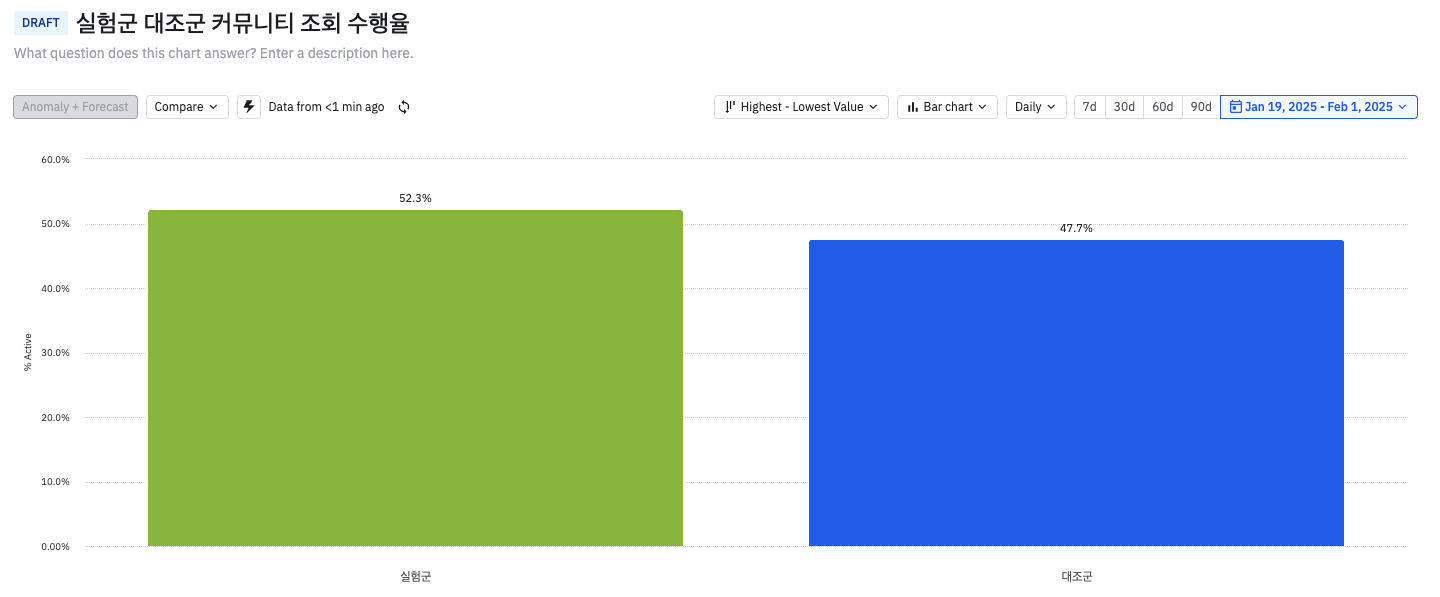 DRAFT 실험군 대조군 커뮤니티 조회 수행율
What question does this chart answer? Enter a description here.
Anomaly + Forecast Compare Data from <1 min ago Highest - Lowest Value Bar chart Daily 7d 30d 60d 90d Jan 19, 2025 - Feb 1, 2025
60.0%
52.3%
50.0%
47.7%
40.0%
% Active
30.0%
20.0%
10.0%
0.00%
실험군 대조군